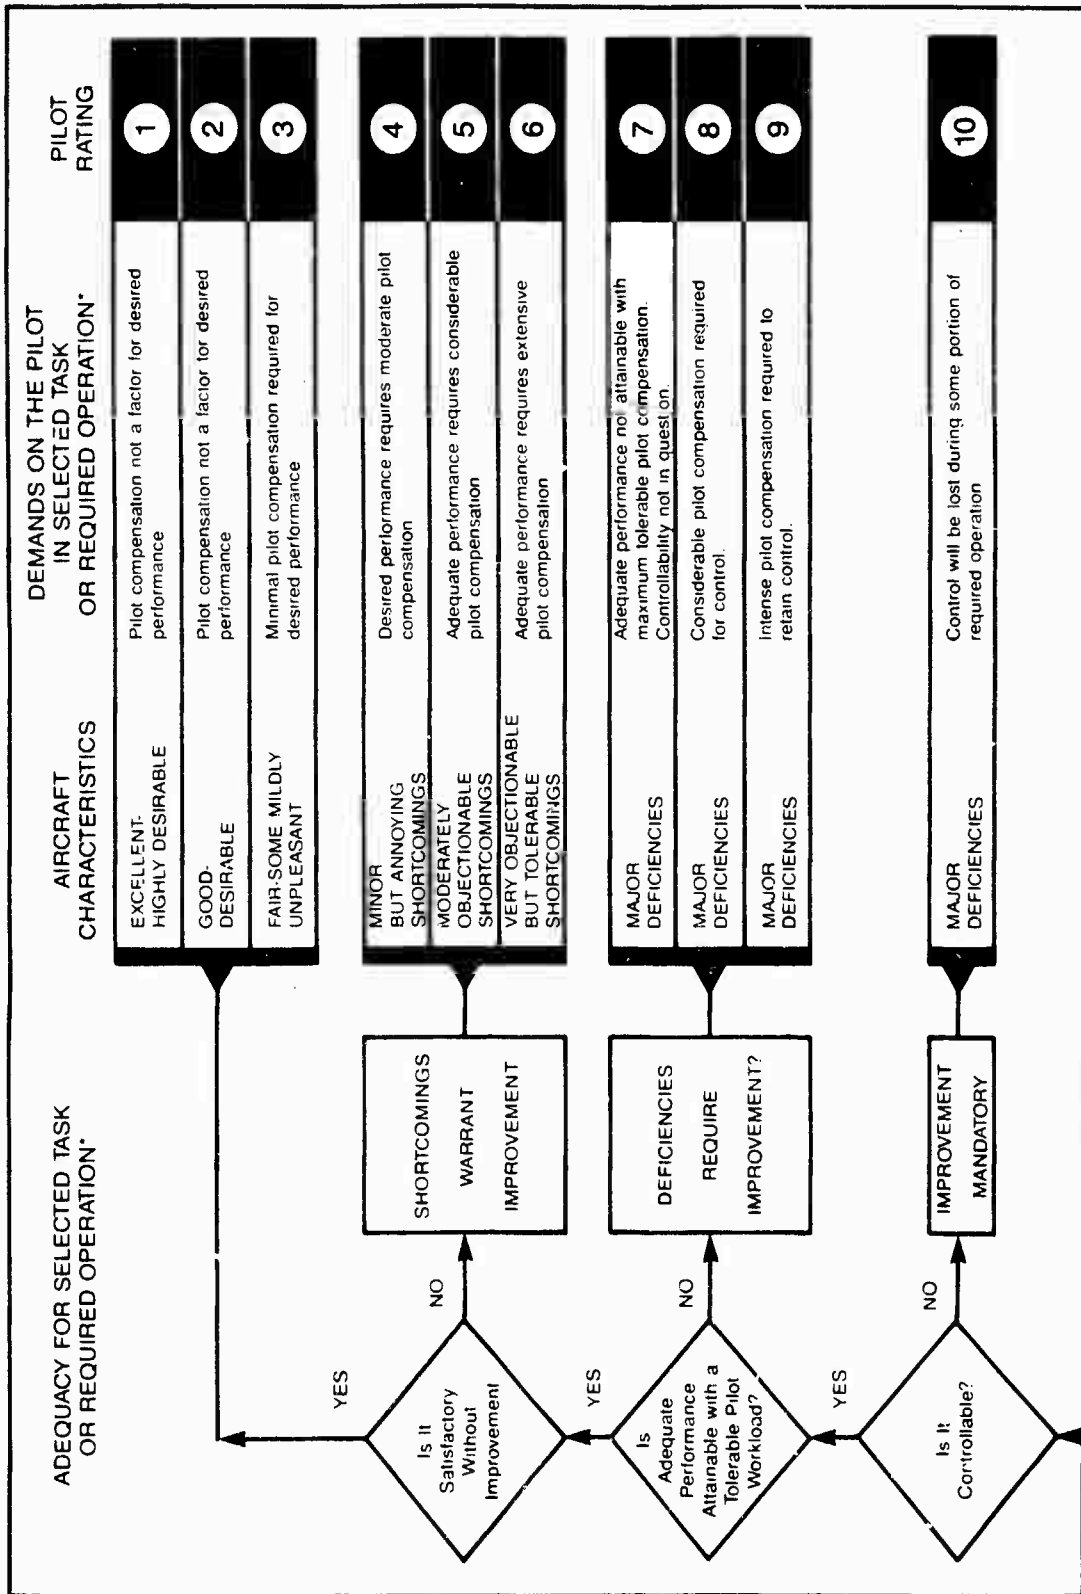 ADEQUACY FOR SELECTED TASK
OR REQUIRED OPERATION*
AIRCRAFT
CHARACTERISTICS
DEMANDS ON THE PILOT
IN SELECTED TASK
OR REQUIRED OPERATION*
PILOT
RATING
EXCELLENT-
HIGHLY DESIRABLE
Pilot compensation not a factor for desired
performance
1
GOOD-
DESIRABLE
Pilot compensation not a factor for desired
performance
2
FAIR-SOME MILDLY
UNPLEASANT
Minimal pilot compensation required for
desired performance
3
YES
Is It
Satisfactory
Without
Improvement
NO
SHORTCOMINGS
WARRANT
IMPROVEMENT
MINOR
BUT ANNOYING
SHORTCOMINGS
Desired performance requires moderate pilot
compensation
4
MODERATELY
OBJECTIONABLE
SHORTCOMINGS
Adequate performance requires considerable
pilot compensation
5
VERY OBJECTIONABLE
BUT TOLERABLE
SHORTCOMINGS
Adequate performance requires extensive
pilot compensation
6
YES
Is
Adequate
Performance
Attainable with a
Tolerable Pilot
Workload?
NO
DEFICIENCIES
REQUIRE
IMPROVEMENT?
MAJOR
DEFICIENCIES
Adequate performance not attainable with
maximum tolerable pilot compensation.
Controllability not in question.
7
MAJOR
DEFICIENCIES
Considerable pilot compensation required
for control.
8
MAJOR
DEFICIENCIES
Intense pilot compensation required to
retain control.
9
YES
Is It
Controllable?
NO
IMPROVEMENT
MANDATORY
MAJOR
DEFICIENCIES
Control will be lost during some portion of
required operation
10